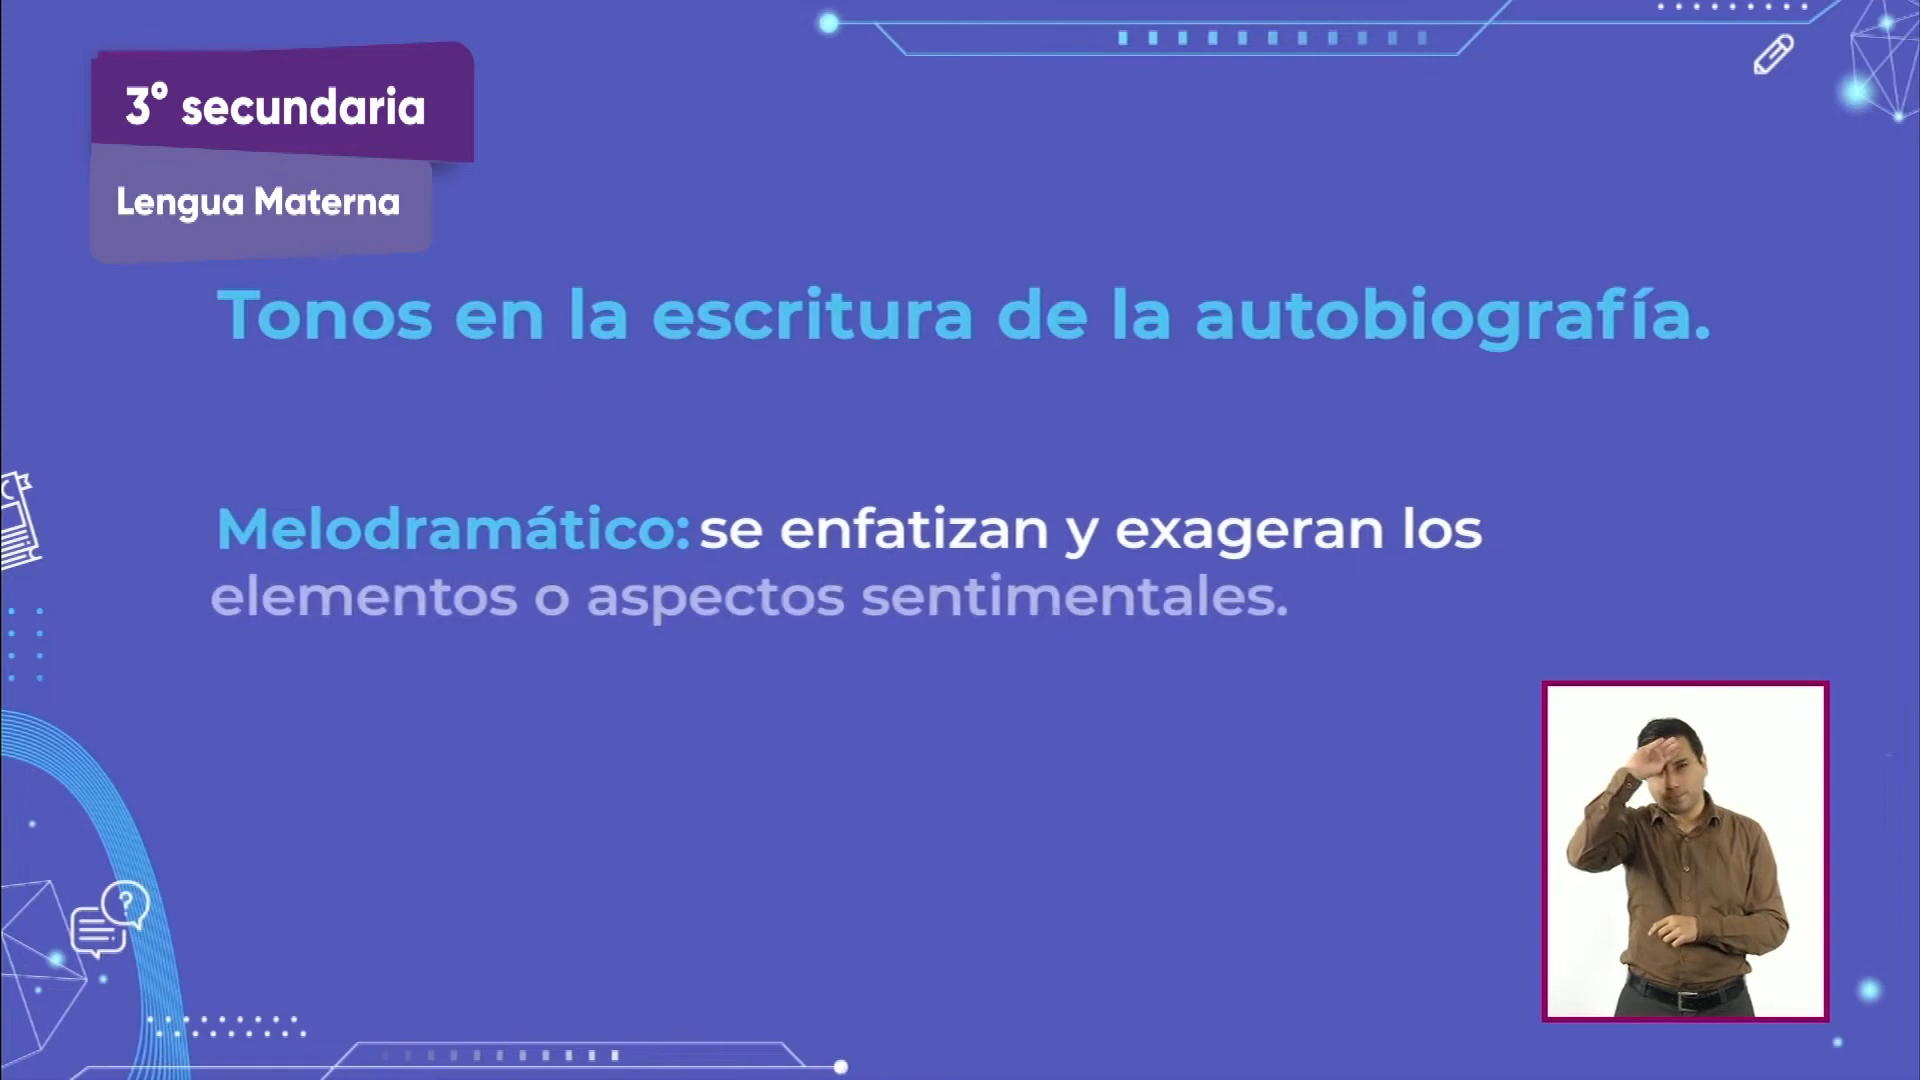 3° secundaria
Lengua Materna
Tonos en la escritura de la autobiografía.
Melodramático: se enfatizan y exageran los
elementos o aspectos sentimentales.
?